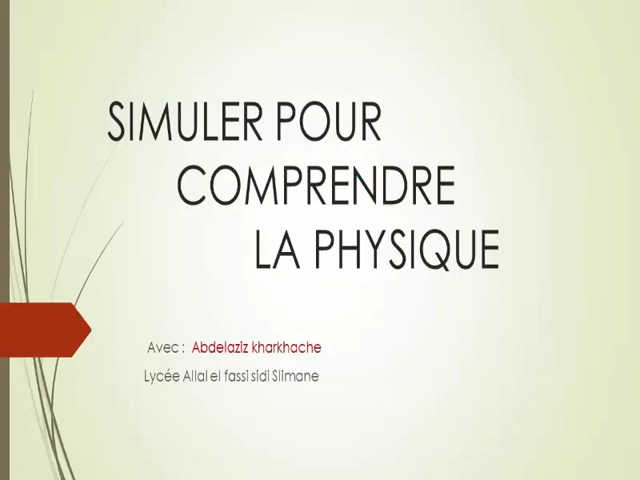 SIMULER POUR
COMPRENDRE
LA PHYSIQUE
Avec : Abdelaziz kharkhache
Lycée Allal el fassi sidi Slimane